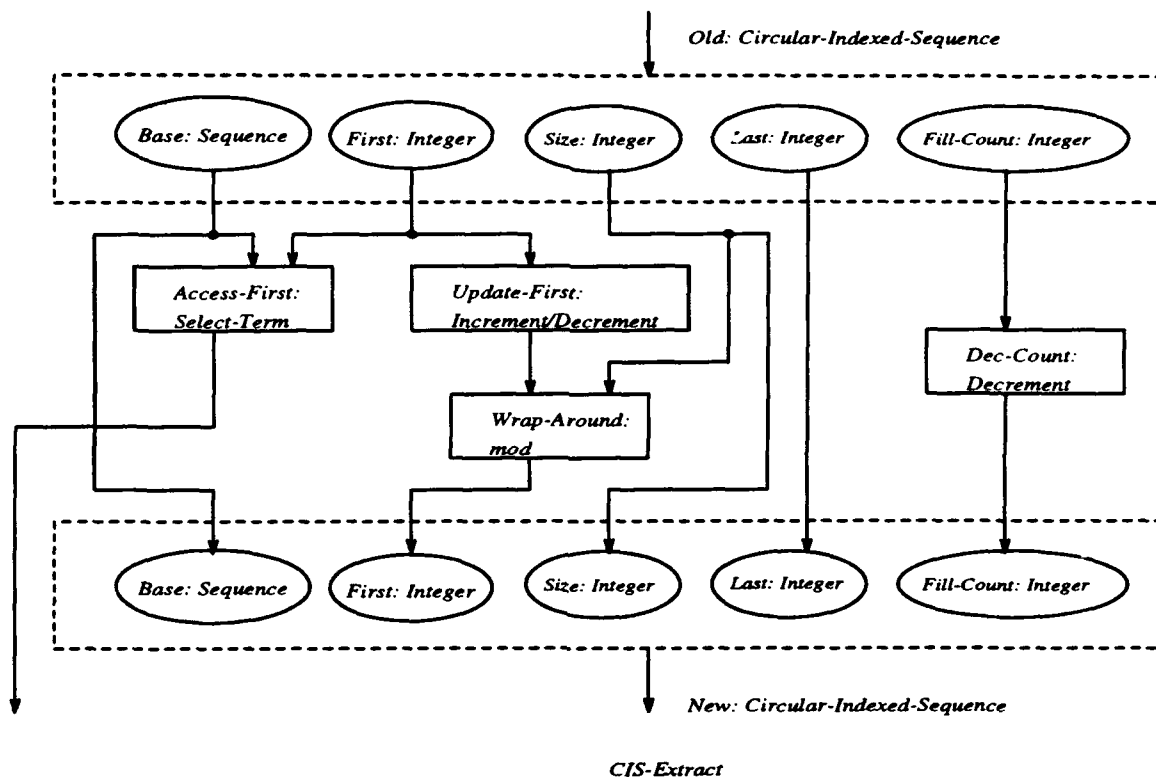 Old: Circular-Indexed-Sequence
Base: Sequence
First: Integer
Size: Integer
Last: Integer
Fill-Count: Integer
Access-First:
Select-Term
Update-First:
Increment/Decrement
Dec-Count:
Decrement
Wrap-Around:
mod
Base: Sequence
First: Integer
Size: Integer
Last: Integer
Fill-Count: Integer
New: Circular-Indexed-Sequence
CIS-Extract